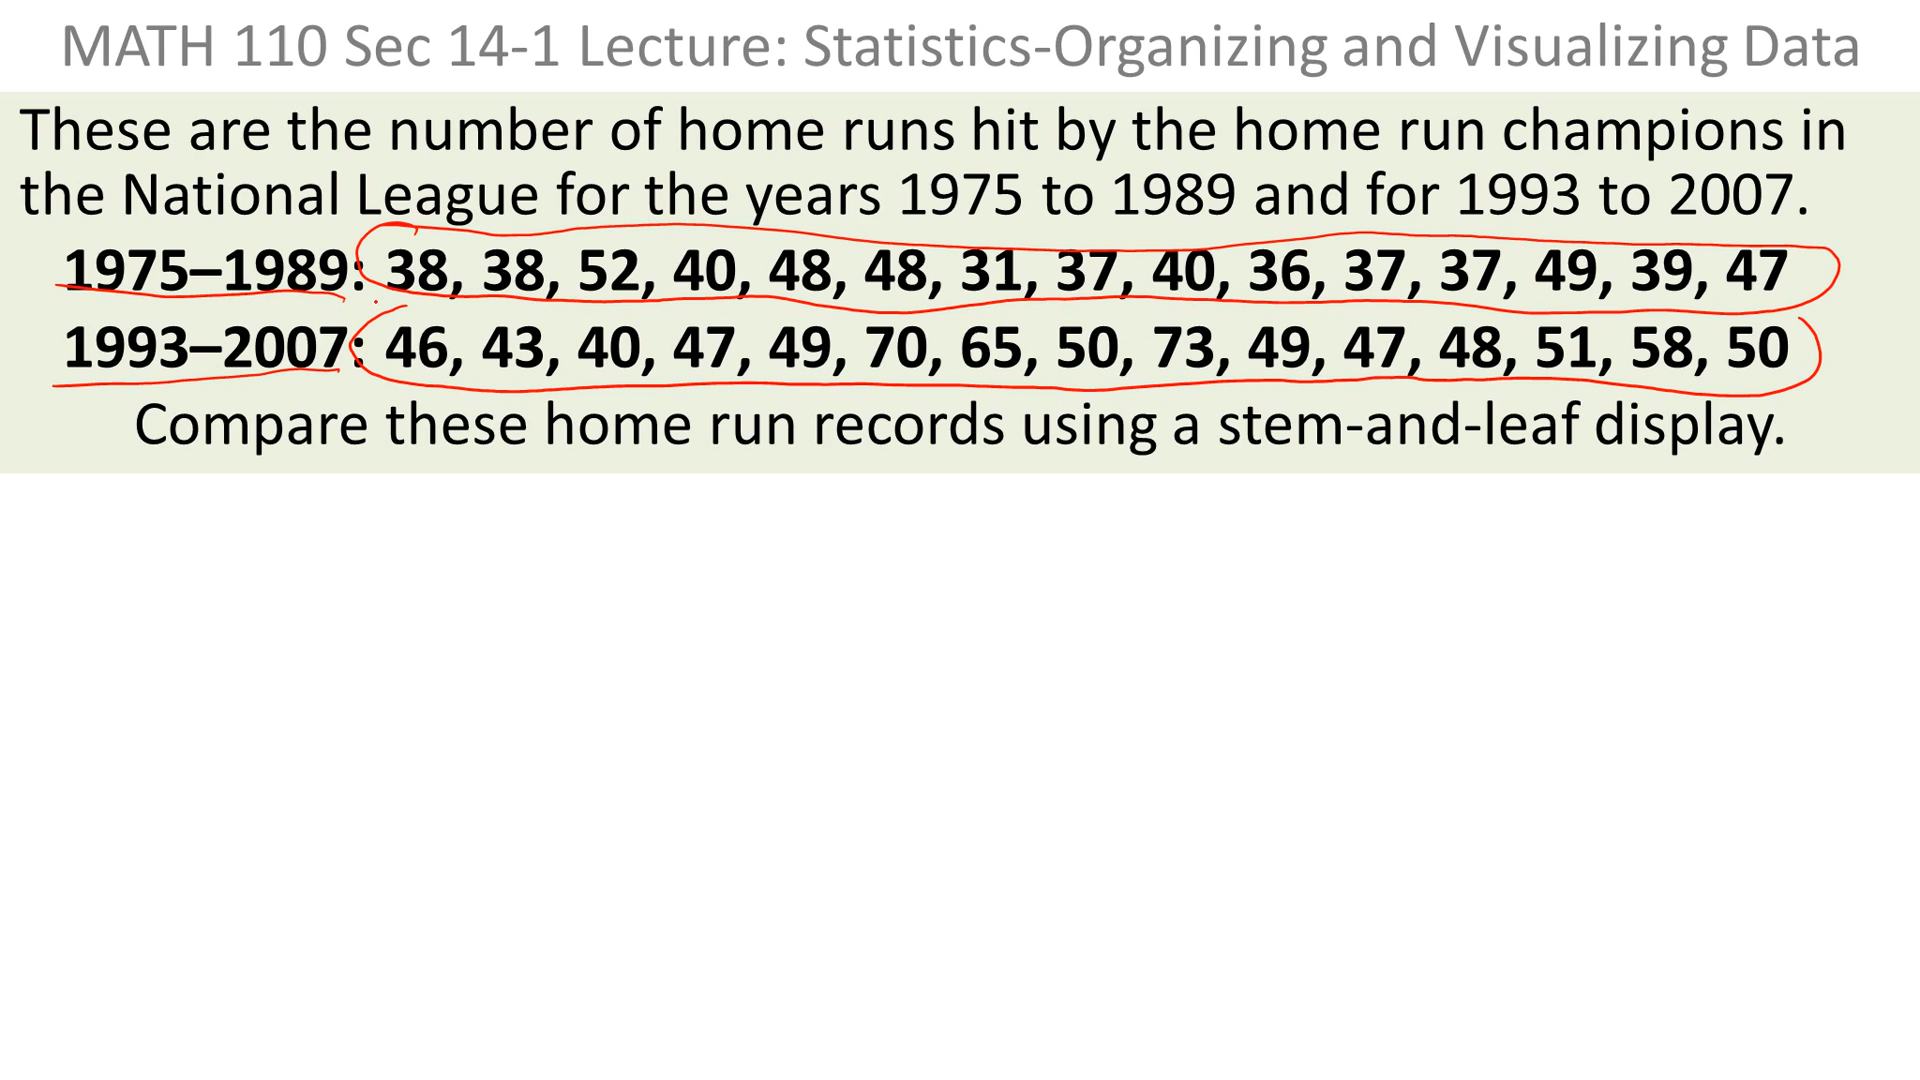 MATH 110 Sec 14-1 Lecture: Statistics-Organizing and Visualizing Data
These are the number of home runs hit by the home run champions in
the National League for the years 1975 to 1989 and for 1993 to 2007.
1975–1989: 38, 38, 52, 40, 48, 48, 31, 37, 40, 36, 37, 37, 49, 39, 47
1993–2007: 46, 43, 40, 47, 49, 70, 65, 50, 73, 49, 47, 48, 51, 58, 50
Compare these home run records using a stem-and-leaf display.